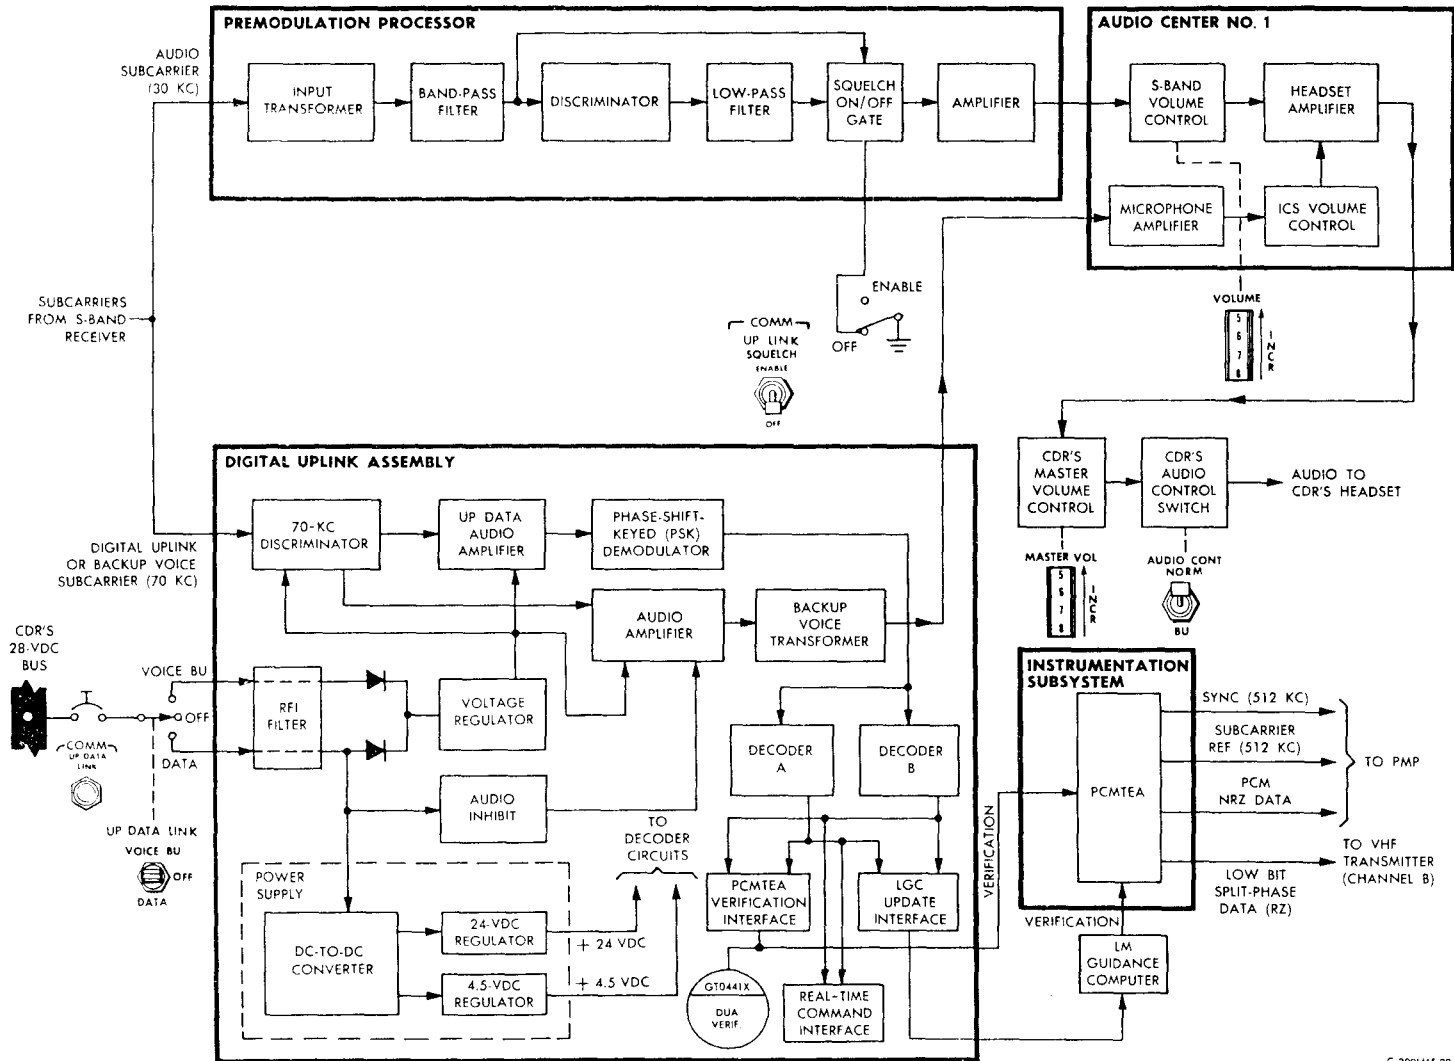 PREMODULATION PROCESSOR
AUDIO
SUBCARRIER
(30 KC)
INPUT
TRANSFORMER
BAND-PASS
FILTER
DISCRIMINATOR
LOW-PASS
FILTER
SQUELCH
ON/OFF
GATE
AMPLIFIER
AUDIO CENTER NO. 1
S-BAND
VOLUME
CONTROL
HEADSET
AMPLIFIER
MICROPHONE
AMPLIFIER
ICS VOLUME
CONTROL
SUBCARRIERS
FROM S-BAND
RECEIVER
ENABLE
OFF
COMM
UP LINK
SQUELCH
ENABLE
OFF
VOLUME
5
6
7
8
INCR
CDR'S
MASTER
VOLUME
CONTROL
CDR'S
AUDIO
CONTROL
SWITCH
AUDIO TO
CDR'S HEADSET
MASTER VOL
5
6
7
8
INCR
AUDIO CONT
NORM
BU
DIGITAL UPLINK ASSEMBLY
DIGITAL UPLINK
OR BACKUP VOICE
SUBCARRIER (70 KC)
70-KC
DISCRIMINATOR
UP DATA
AUDIO
AMPLIFIER
PHASE-SHIFT-
KEYED (PSK)
DEMODULATOR
AUDIO
AMPLIFIER
BACKUP
VOICE
TRANSFORMER
CDR'S
28-VDC
BUS
VOICE BU
OFF
DATA
COMM
UP DATA
LINK
RFI
FILTER
VOLTAGE
REGULATOR
DECODER
A
DECODER
B
AUDIO
INHIBIT
UP DATA LINK
VOICE BU
OFF
DATA
TO
DECODER
CIRCUITS
POWER
SUPPLY
DC-TO-DC
CONVERTER
24-VDC
REGULATOR
+ 24 VDC
4.5-VDC
REGULATOR
+ 4.5 VDC
PCMTEA
VERIFICATION
INTERFACE
LGC
UPDATE
INTERFACE
GT0441X
DUA
VERIF.
REAL-TIME
COMMAND
INTERFACE
VERIFICATION
INSTRUMENTATION
SUBSYSTEM
PCMTEA
SYNC (512 KC)
SUBCARRIER
REF (512 KC)
PCM
NRZ DATA
TO PMP
LOW BIT
SPLIT-PHASE
DATA (RZ)
TO VHF
TRANSMITTER
(CHANNEL B)
VERIFICATION
LM
GUIDANCE
COMPUTER